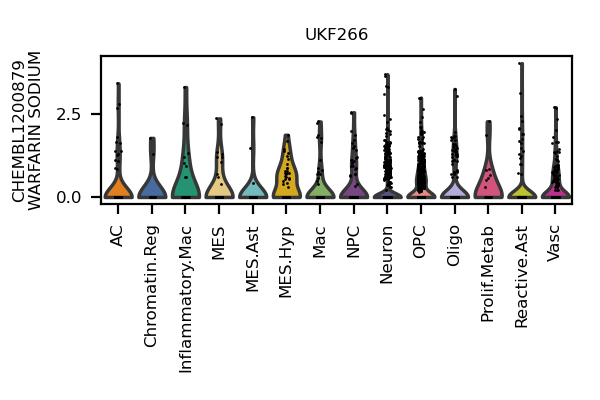 UKF266
CHEMBL1200879
WARFARIN SODIUM
2.5
0.0
AC
Chromatin.Reg
Inflammatory.Mac
MES
MES.Ast
MES.Hyp
Mac
NPC
Neuron
OPC
Oligo
Prolif.Metab
Reactive.Ast
Vasc